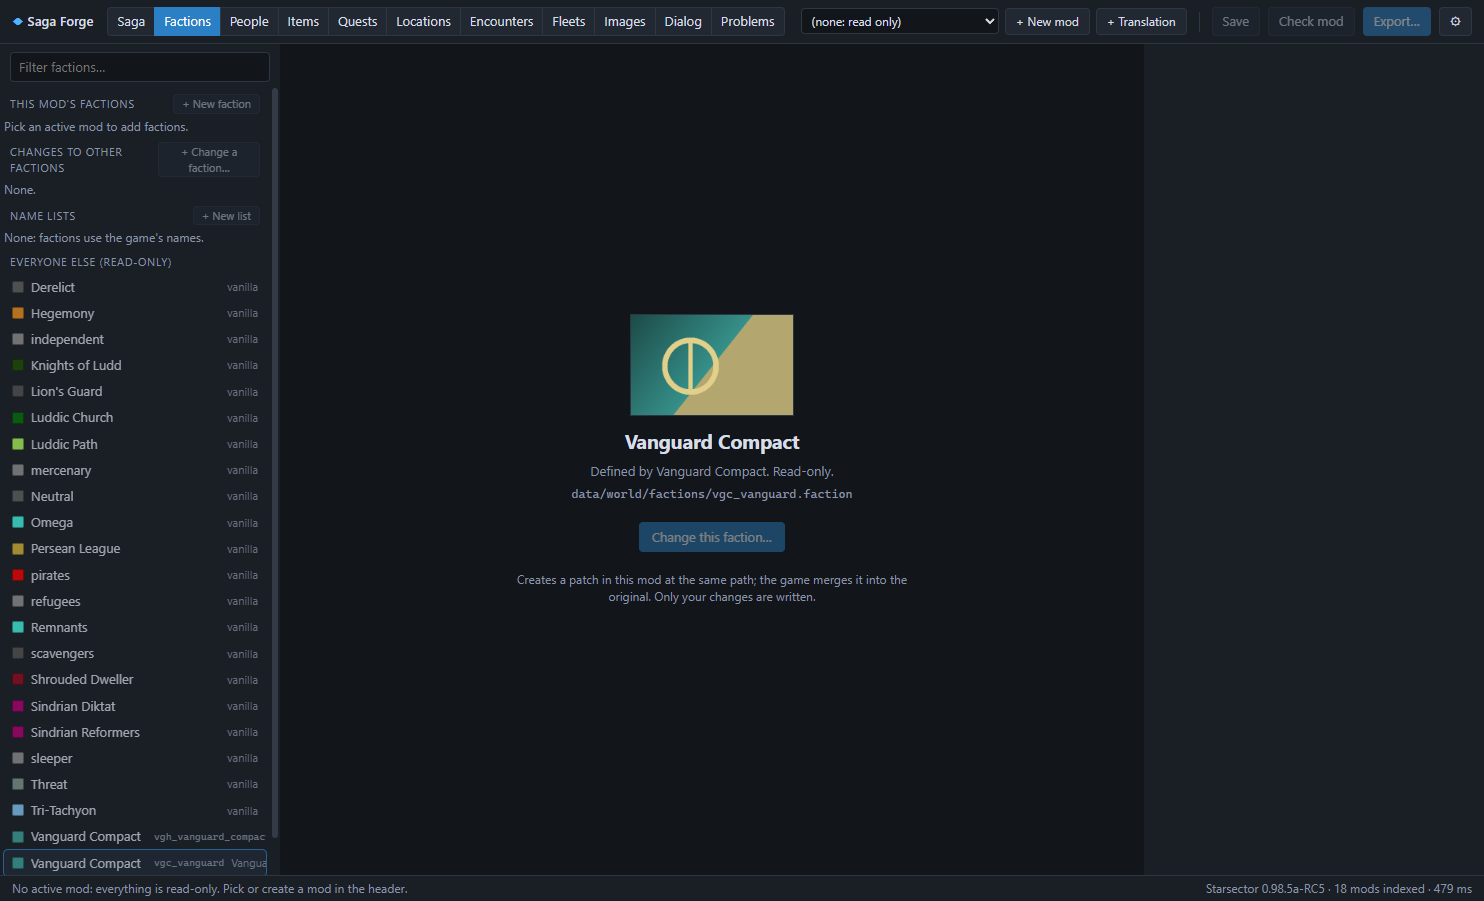 Saga Forge
Saga
Factions
People
Items
Quests
Locations
Encounters
Fleets
Images
Dialog
Problems
(none: read only)
+ New mod
+ Translation
Save
Check mod
Export...
Filter factions...
THIS MOD'S FACTIONS
+ New faction
Pick an active mod to add factions.
CHANGES TO OTHER
FACTIONS
+ Change a
faction...
None.
NAME LISTS
+ New list
None: factions use the game's names.
EVERYONE ELSE (READ-ONLY)
Derelict vanilla
Hegemony vanilla
independent vanilla
Knights of Ludd vanilla
Lion's Guard vanilla
Luddic Church vanilla
Luddic Path vanilla
mercenary vanilla
Neutral vanilla
Omega vanilla
Persean League vanilla
pirates vanilla
refugees vanilla
Remnants vanilla
scavengers vanilla
Shrouded Dweller vanilla
Sindrian Diktat vanilla
Sindrian Reformers vanilla
sleeper vanilla
Threat vanilla
Tri-Tachyon vanilla
Vanguard Compact vgh_vanguard_compac
Vanguard Compact vgc_vanguard Vangua
Vanguard Compact
Defined by Vanguard Compact. Read-only.
data/world/factions/vgc_vanguard.faction
Change this faction...
Creates a patch in this mod at the same path; the game merges it into the
original. Only your changes are written.
No active mod: everything is read-only. Pick or create a mod in the header.
Starsector 0.98.5a-RC5 · 18 mods indexed · 479 ms